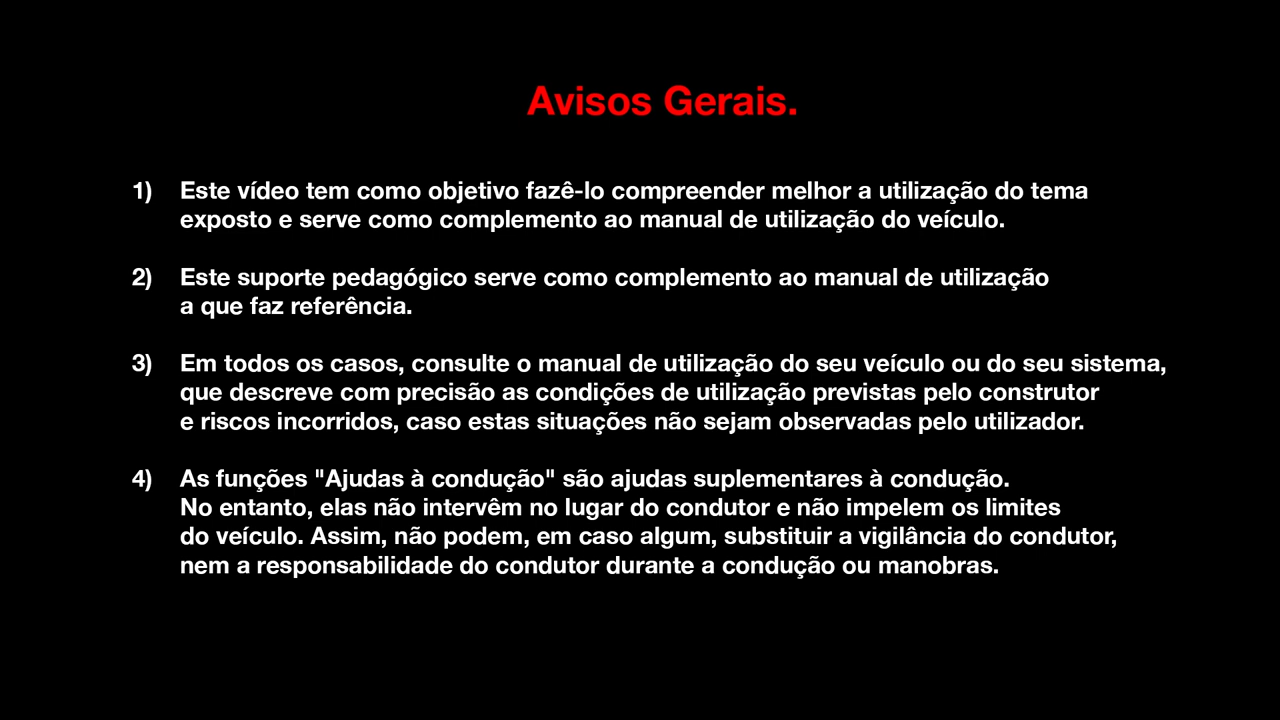 Avisos Gerais.
1) Este vídeo tem como objetivo fazê-lo compreender melhor a utilização do tema
exposto e serve como complemento ao manual de utilização do veículo.
2) Este suporte pedagógico serve como complemento ao manual de utilização
a que faz referência.
3) Em todos os casos, consulte o manual de utilização do seu veículo ou do seu sistema,
que descreve com precisão as condições de utilização previstas pelo construtor
e riscos incorridos, caso estas situações não sejam observadas pelo utilizador.
4) As funções "Ajudas à condução" são ajudas suplementares à condução.
No entanto, elas não intervêm no lugar do condutor e não impelem os limites
do veículo. Assim, não podem, em caso algum, substituir a vigilância do condutor,
nem a responsabilidade do condutor durante a condução ou manobras.